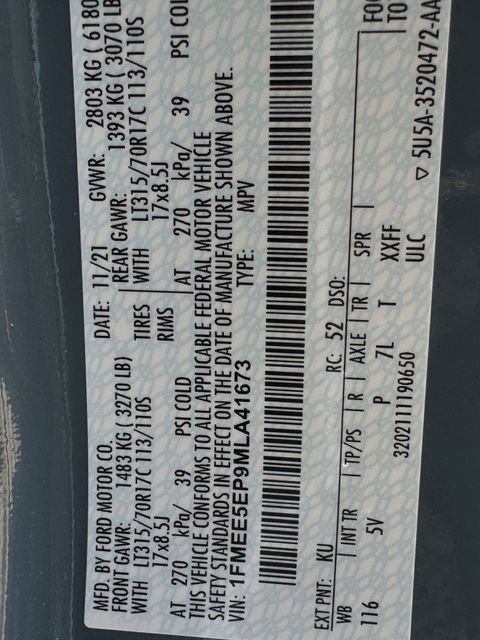 MFD. BY FORD MOTOR CO. DATE: 11/21 GVWR: 2803 KG ( 6180
FRONT GAWR: 1483 KG ( 3270 LB) REAR GAWR: 1393 KG ( 3070 LB
WITH LT315/70R17C 113/110S TIRES WITH LT315/70R17C 113/110S
17x8.5J RIMS 17x8.5J
AT 270 kPa/ 39 PSI COLD AT 270 kPa/ 39 PSI COLD
THIS VEHICLE CONFORMS TO ALL APPLICABLE FEDERAL MOTOR VEHICLE
SAFETY STANDARDS IN EFFECT ON THE DATE OF MANUFACTURE SHOWN ABOVE.
VIN: 1FMEE5EP9MLA41673 TYPE: MPV
EXT PNT: KU RC: 52 DSO:
WB | INT TR | TP/PS | R | AXLE | TR | SPR |
116 5V P 7L T XXFF
3202111190650 ULC
▽ 5U5A-3520472-AA